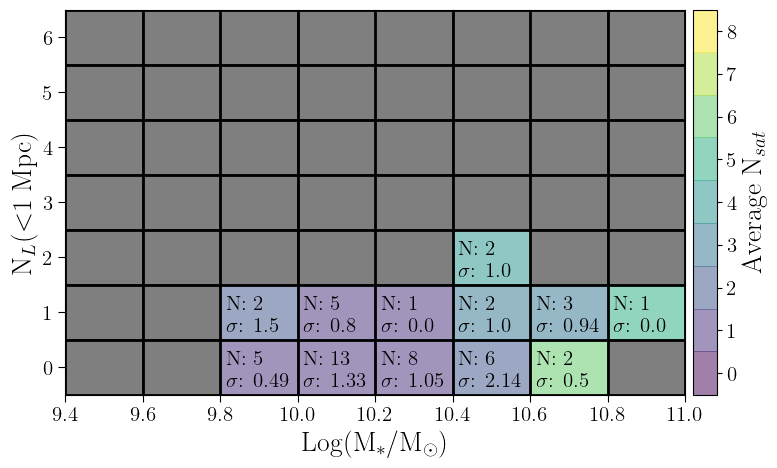 6
5
4
3
2
1
0
N_L(<1 Mpc)
N: 2
σ: 1.0
N: 2
σ: 1.5
N: 5
σ: 0.8
N: 1
σ: 0.0
N: 2
σ: 1.0
N: 3
σ: 0.94
N: 1
σ: 0.0
N: 5
σ: 0.49
N: 13
σ: 1.33
N: 8
σ: 1.05
N: 6
σ: 2.14
N: 2
σ: 0.5
9.4 9.6 9.8 10.0 10.2 10.4 10.6 10.8 11.0
Log(M_*/M_⊙)
8
7
6
5
4
3
2
1
0
Average N_sat